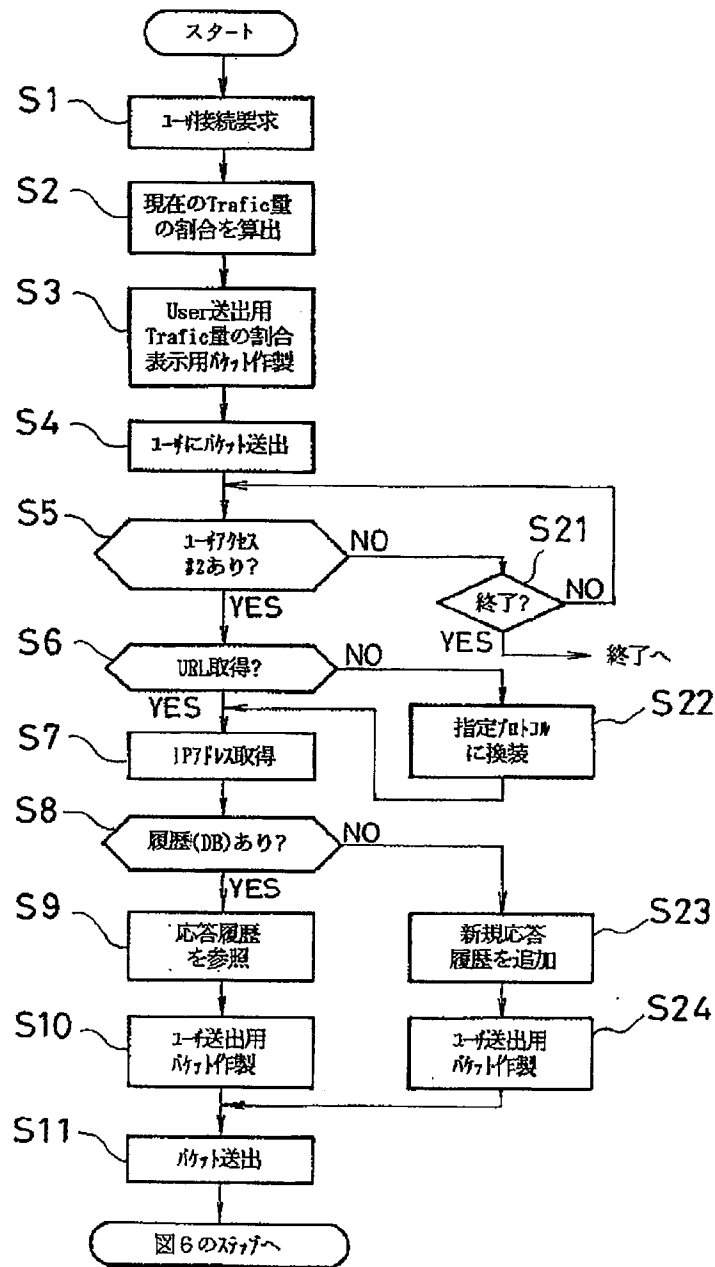 スタート
S1
ユーザ接続要求
S2
現在のTrafic量
の割合を算出
S3
User送出用
Trafic量の割合
表示用パケット作製
S4
ユーザにパケット送出
S5
ユーザアクセス
あり?
NO
S21
終了?
NO
YES
YES
終了へ
S6
URL取得?
NO
YES
S22
指定プロトコル
に換装
S7
IPアドレス取得
S8
履歴(DB)あり?
NO
YES
S9
応答履歴
を参照
S23
新規応答
履歴を追加
S10
ユーザ送出用
パケット作製
S24
ユーザ送出用
パケット作製
S11
パケット送出
図6のステップへ